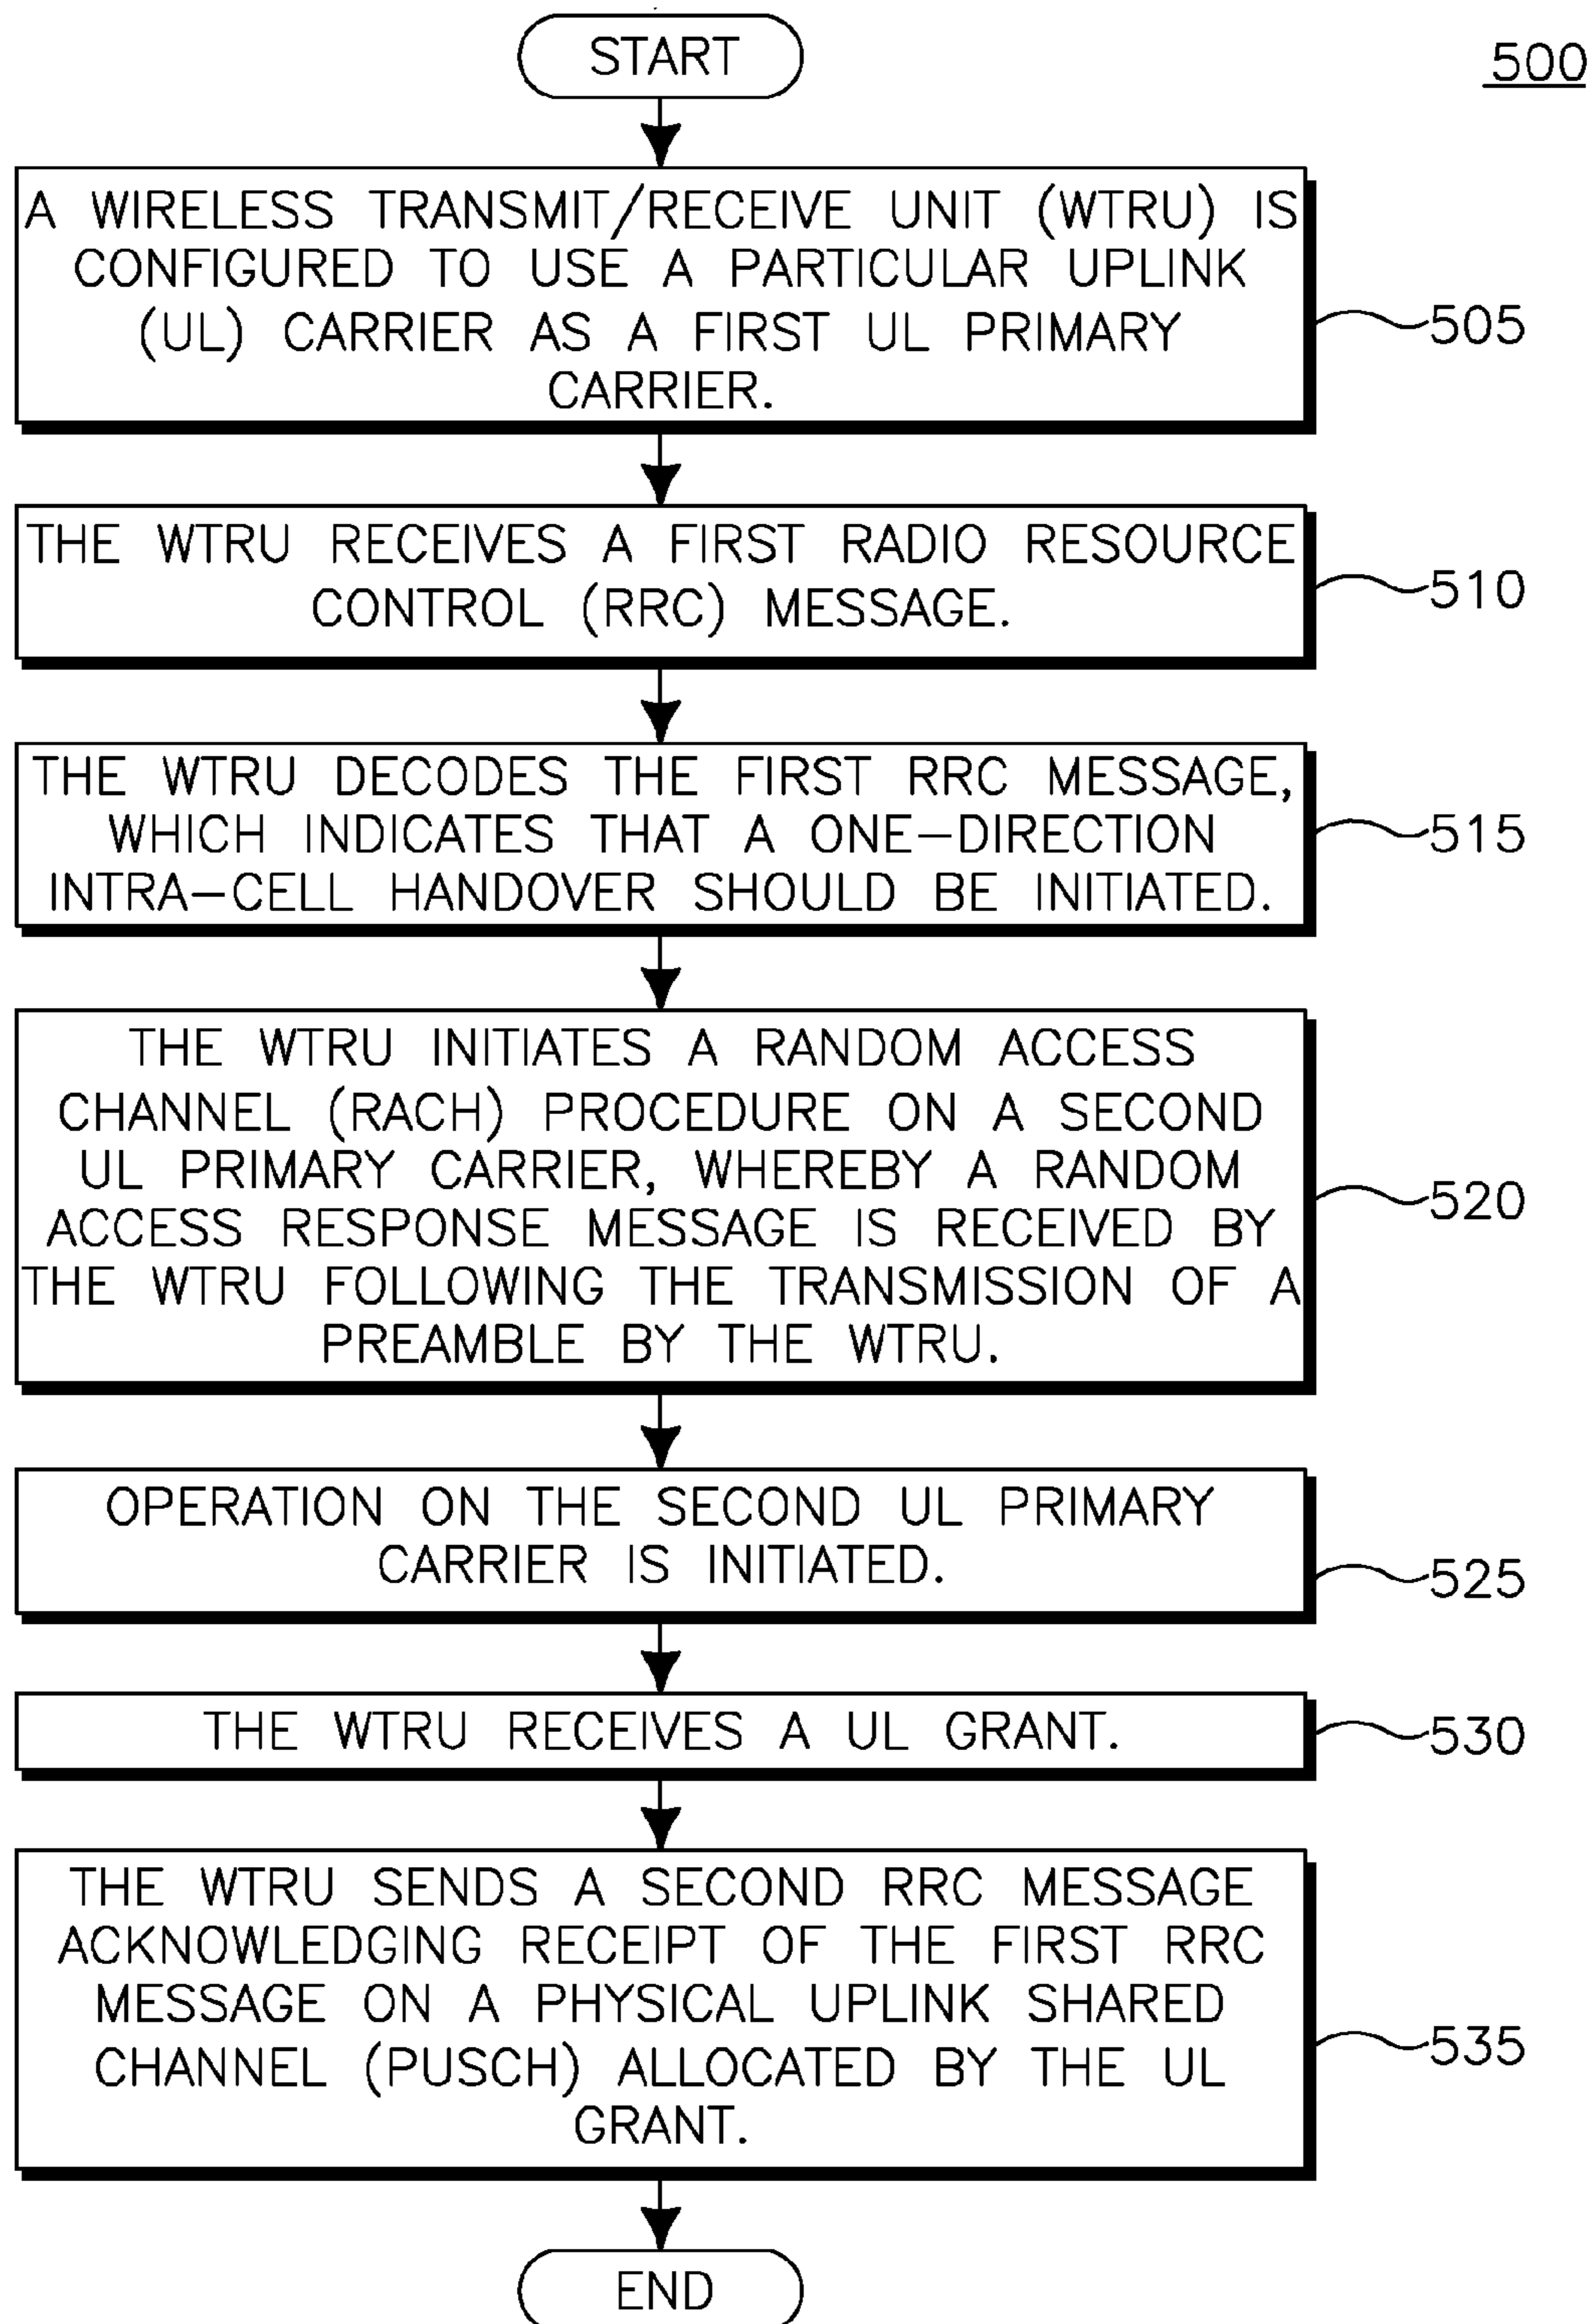 START
500
A WIRELESS TRANSMIT/RECEIVE UNIT (WTRU) IS
CONFIGURED TO USE A PARTICULAR UPLINK
(UL) CARRIER AS A FIRST UL PRIMARY
CARRIER.
505
THE WTRU RECEIVES A FIRST RADIO RESOURCE
CONTROL (RRC) MESSAGE.
510
THE WTRU DECODES THE FIRST RRC MESSAGE,
WHICH INDICATES THAT A ONE-DIRECTION
INTRA-CELL HANDOVER SHOULD BE INITIATED.
515
THE WTRU INITIATES A RANDOM ACCESS
CHANNEL (RACH) PROCEDURE ON A SECOND
UL PRIMARY CARRIER, WHEREBY A RANDOM
ACCESS RESPONSE MESSAGE IS RECEIVED BY
THE WTRU FOLLOWING THE TRANSMISSION OF A
PREAMBLE BY THE WTRU.
520
OPERATION ON THE SECOND UL PRIMARY
CARRIER IS INITIATED.
525
THE WTRU RECEIVES A UL GRANT.
530
THE WTRU SENDS A SECOND RRC MESSAGE
ACKNOWLEDGING RECEIPT OF THE FIRST RRC
MESSAGE ON A PHYSICAL UPLINK SHARED
CHANNEL (PUSCH) ALLOCATED BY THE UL
GRANT.
535
END